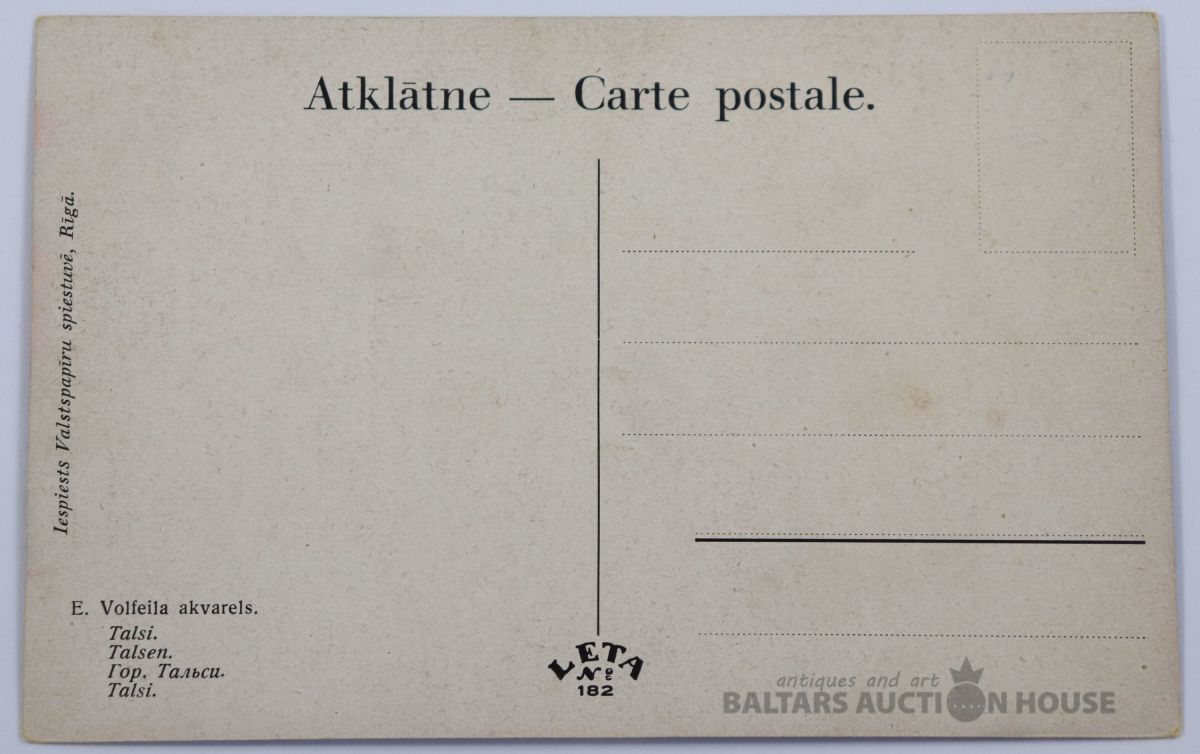 Atklātne — Carte postale.
Iespiests Valstspapīru spiestuvē, Rīgā.
E. Volfeila akvarels.
Talsi.
Talsen.
Гор. Тальси.
Talsi.
LETA
№
182
antiques and art
BALTARS AUCTION HOUSE